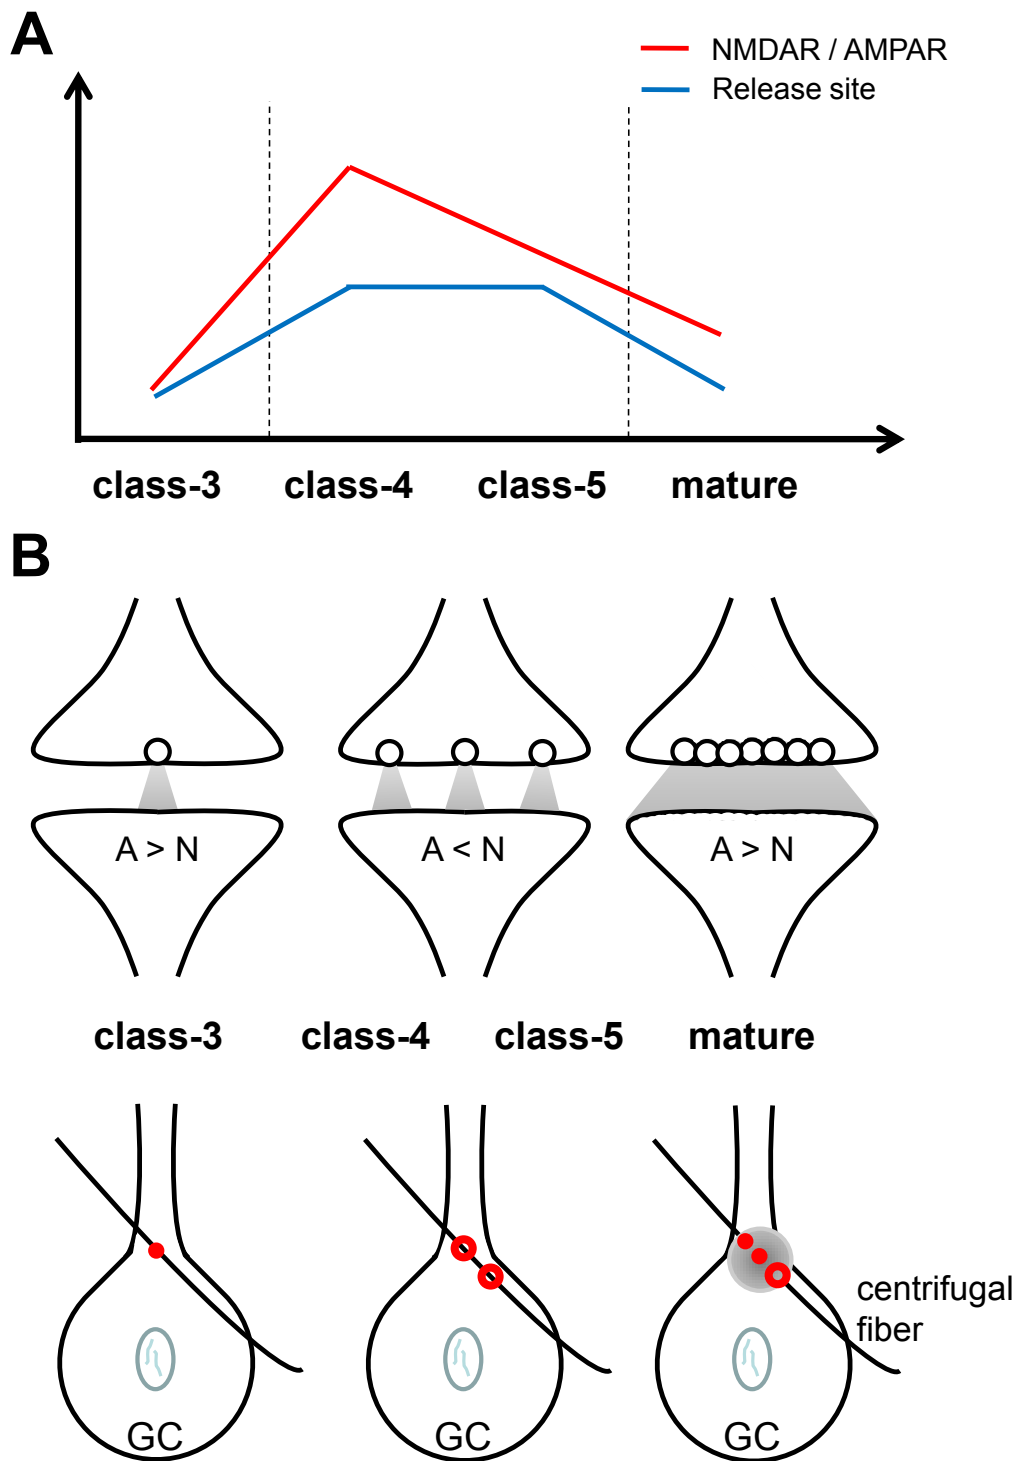 A
NMDAR / AMPAR
Release site
class-3 class-4 class-5 mature
B
A > N A < N A > N
class-3 class-4 class-5 mature
centrifugal
fiber
GC GC GC